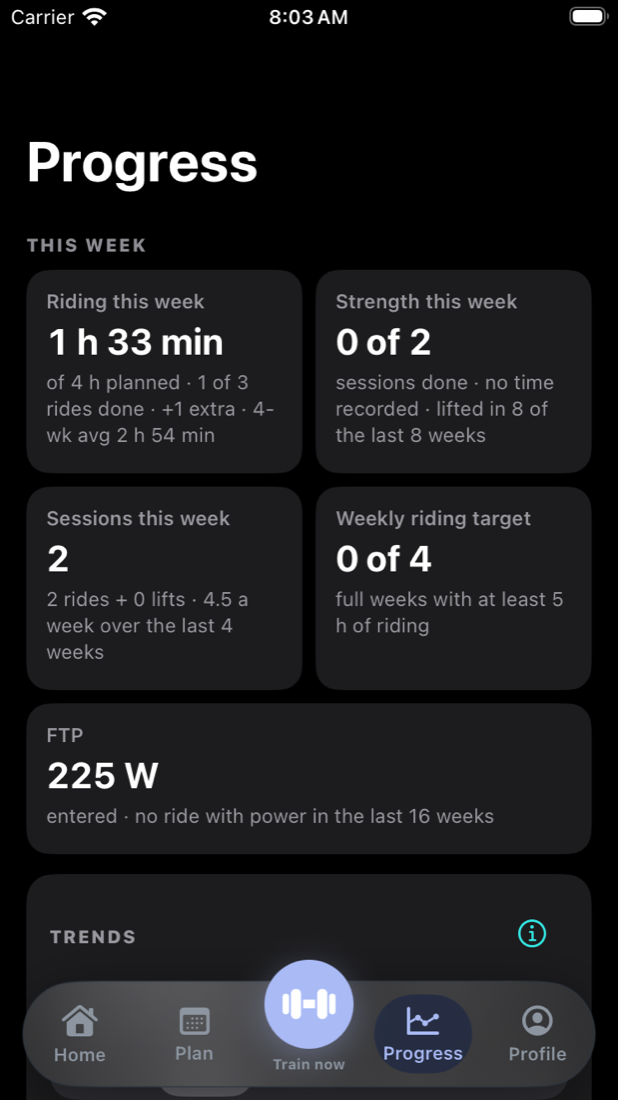 Carrier 8:03 AM
Progress
THIS WEEK
Riding this week
1 h 33 min
of 4 h planned · 1 of 3
rides done · +1 extra · 4-
wk avg 2 h 54 min
Strength this week
0 of 2
sessions done · no time
recorded · lifted in 8 of
the last 8 weeks
Sessions this week
2
2 rides + 0 lifts · 4.5 a
week over the last 4
weeks
Weekly riding target
0 of 4
full weeks with at least 5
h of riding
FTP
225 W
entered · no ride with power in the last 16 weeks
TRENDS
Home
Plan
Train now
Progress
Profile